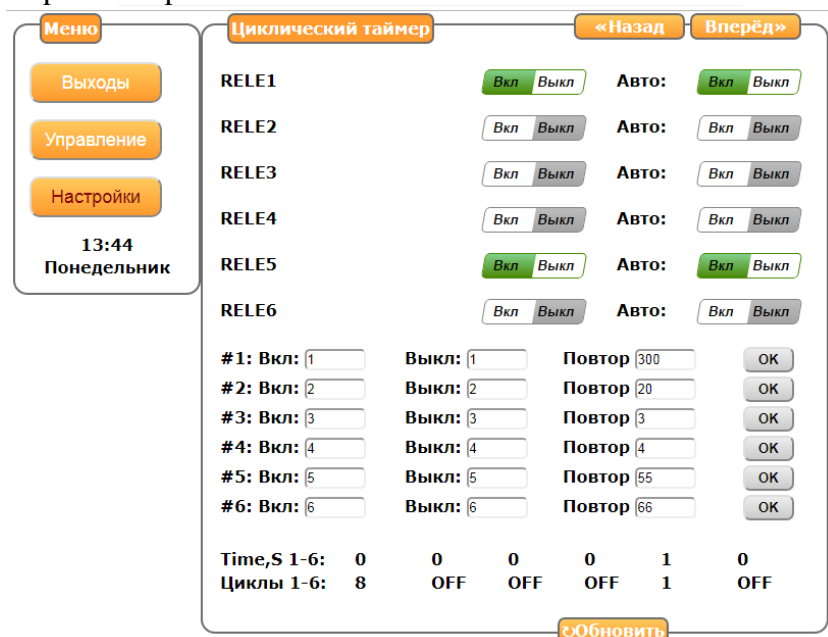 Меню
Выходы
Управление
Настройки
13:44
Понедельник
Циклический таймер «Назад Вперёд»
RELE1 Вкл Выкл Авто: Вкл Выкл
RELE2 Вкл Выкл Авто: Вкл Выкл
RELE3 Вкл Выкл Авто: Вкл Выкл
RELE4 Вкл Выкл Авто: Вкл Выкл
RELE5 Вкл Выкл Авто: Вкл Выкл
RELE6 Вкл Выкл Авто: Вкл Выкл
#1: Вкл: 1 Выкл: 1 Повтор 300 OK
#2: Вкл: 2 Выкл: 2 Повтор 20 OK
#3: Вкл: 3 Выкл: 3 Повтор 3 OK
#4: Вкл: 4 Выкл: 4 Повтор 4 OK
#5: Вкл: 5 Выкл: 5 Повтор 55 OK
#6: Вкл: 6 Выкл: 6 Повтор 66 OK
Time,S 1-6: 0 0 0 0 1 0
Циклы 1-6: 8 OFF OFF OFF 1 OFF
↻Обновить